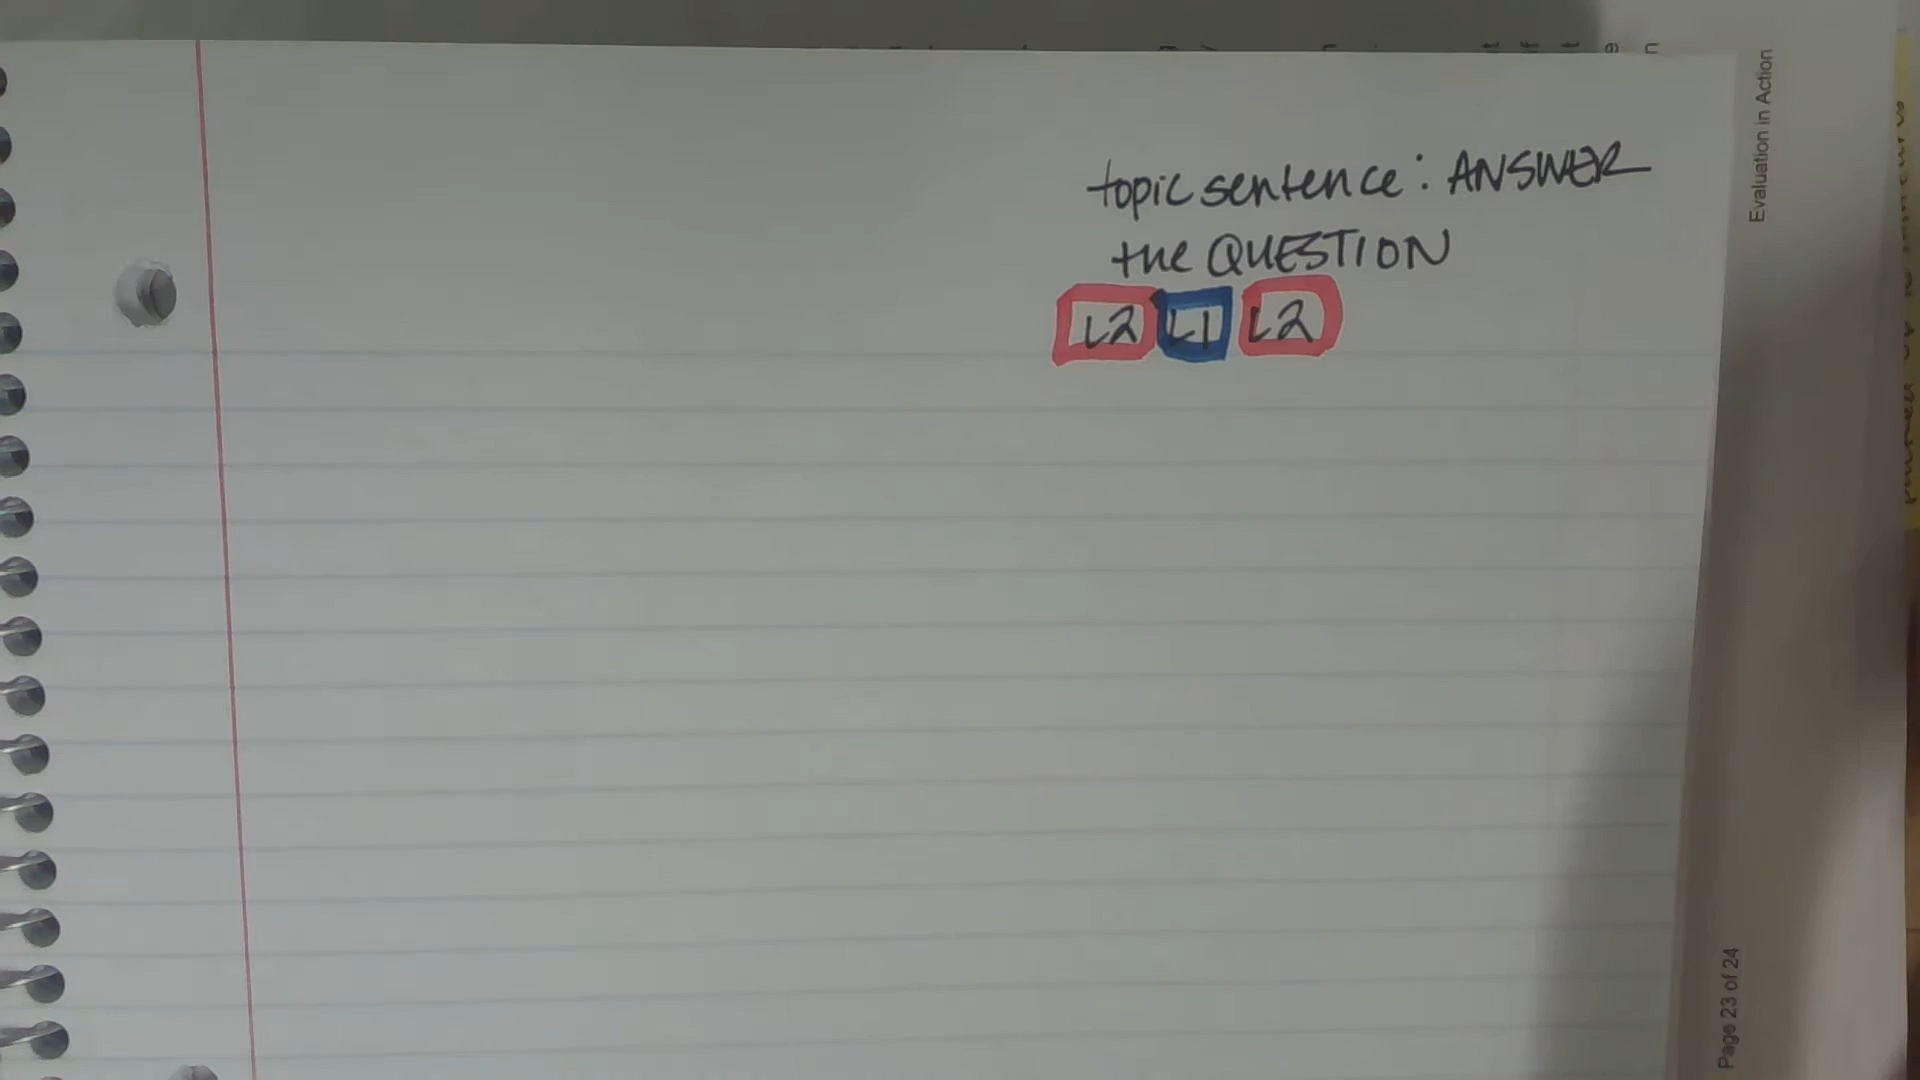 topic sentence: ANSWER
the QUESTION
L2 L1 L2
Evaluation in Action
Page 23 of 24